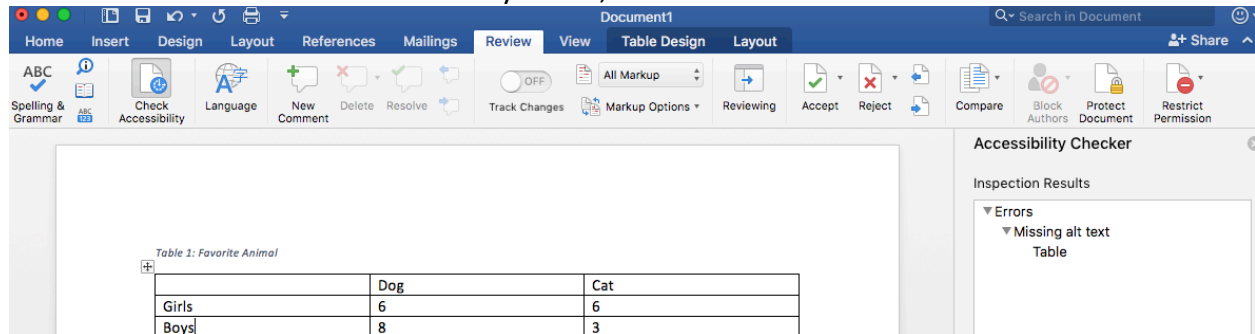 Document1
Search in Document
Home Insert Design Layout References Mailings Review View Table Design Layout
Share
ABC
Spelling & Grammar
ABC
123
Check Accessibility
Language
New Comment
Delete
Resolve
OFF
Track Changes
All Markup
Markup Options
Reviewing
Accept
Reject
Compare
Block Authors
Protect Document
Restrict Permission
Accessibility Checker
Inspection Results
Errors
Missing alt text
Table
Table 1: Favorite Animal
Dog Cat
Girls 6 6
Boys 8 3